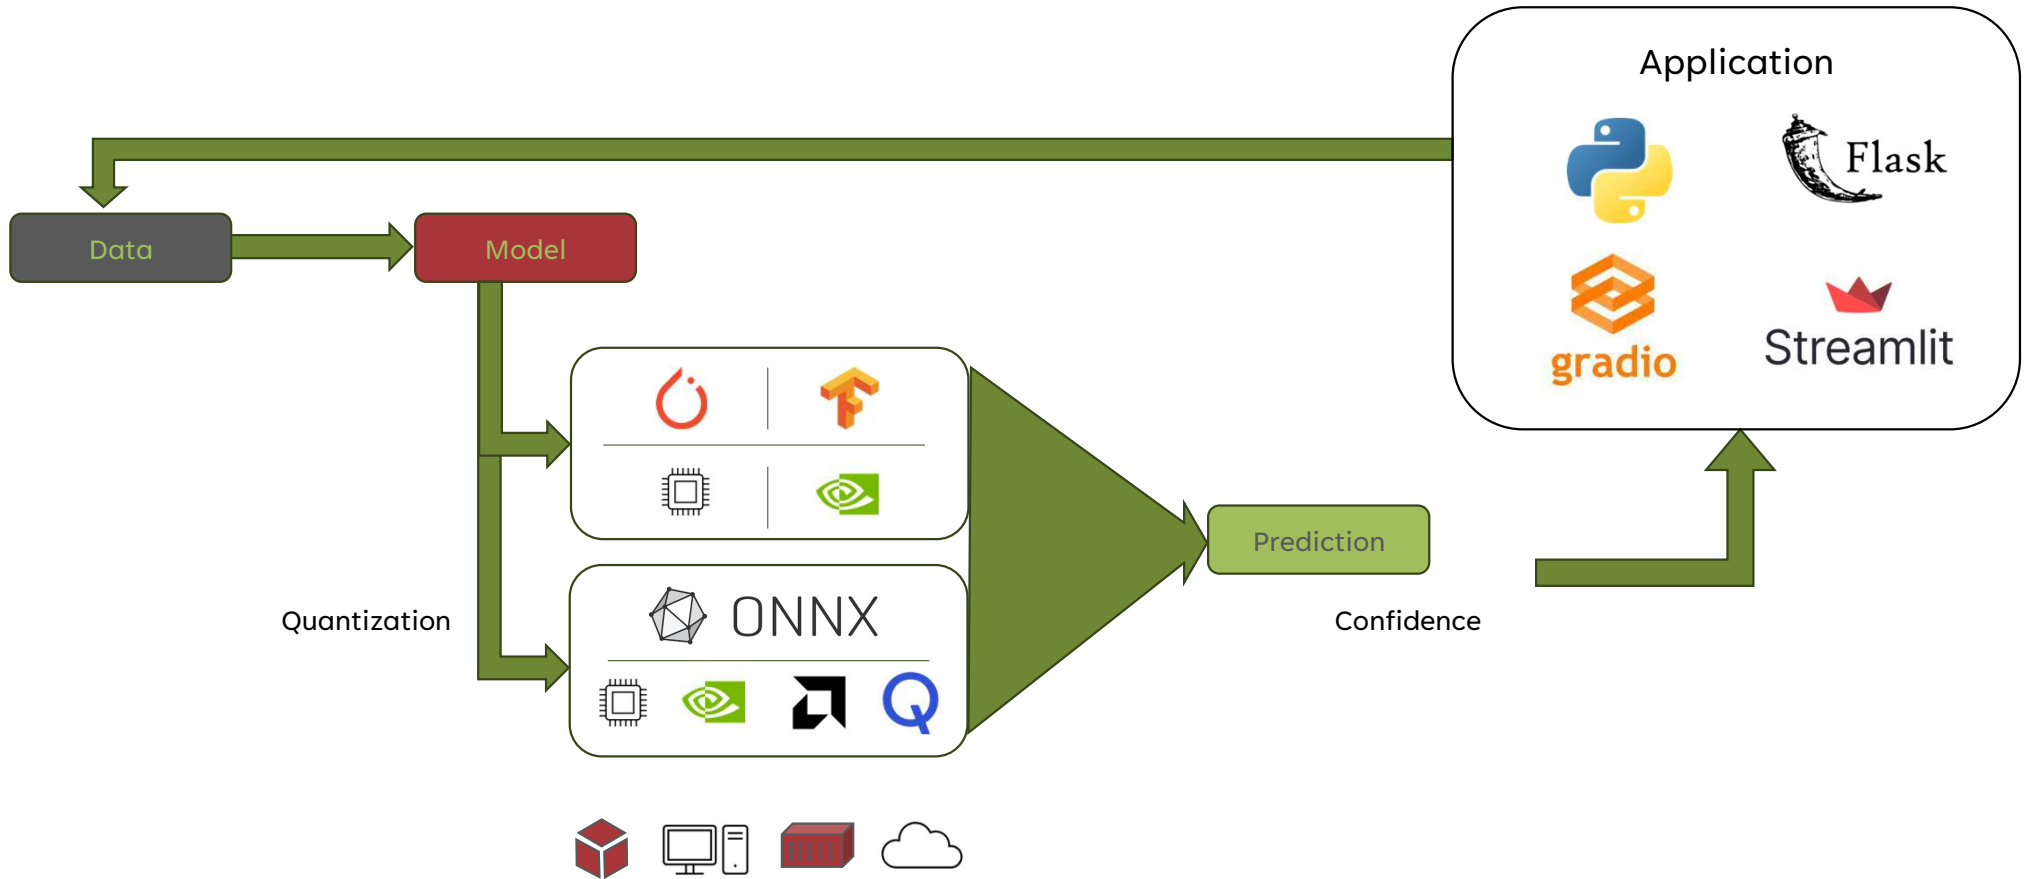 Application
Flask
Data
Model
gradio
Streamlit
Prediction
ONNX
Quantization
Confidence